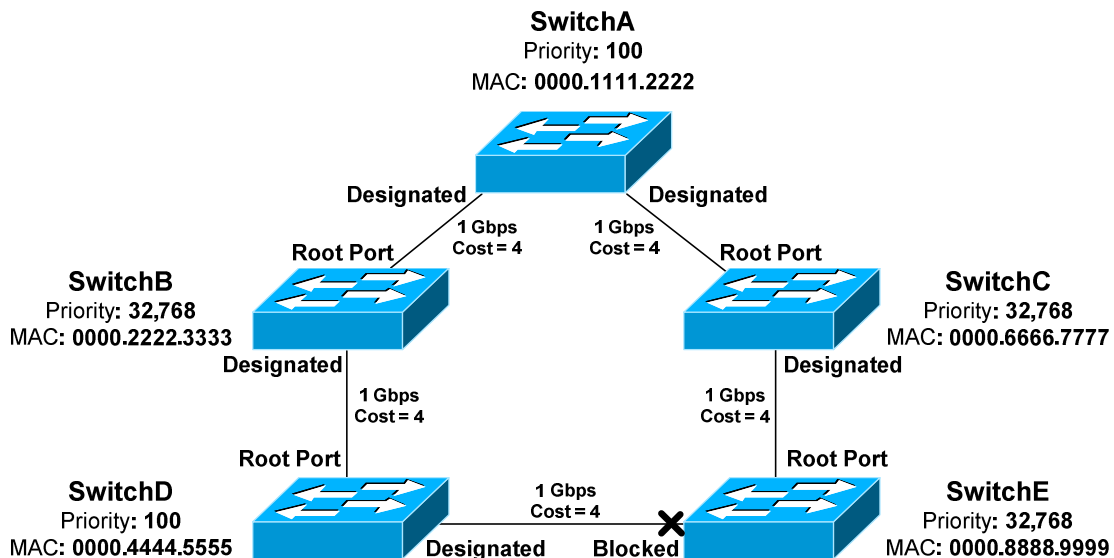 SwitchA
Priority: 100
MAC: 0000.1111.2222
Designated
Designated
1 Gbps
Cost = 4
1 Gbps
Cost = 4
Root Port
Root Port
SwitchB
Priority: 32,768
MAC: 0000.2222.3333
SwitchC
Priority: 32,768
MAC: 0000.6666.7777
Designated
Designated
1 Gbps
Cost = 4
1 Gbps
Cost = 4
Root Port
Root Port
SwitchD
Priority: 100
MAC: 0000.4444.5555
1 Gbps
Cost = 4
SwitchE
Priority: 32,768
MAC: 0000.8888.9999
Designated
Blocked